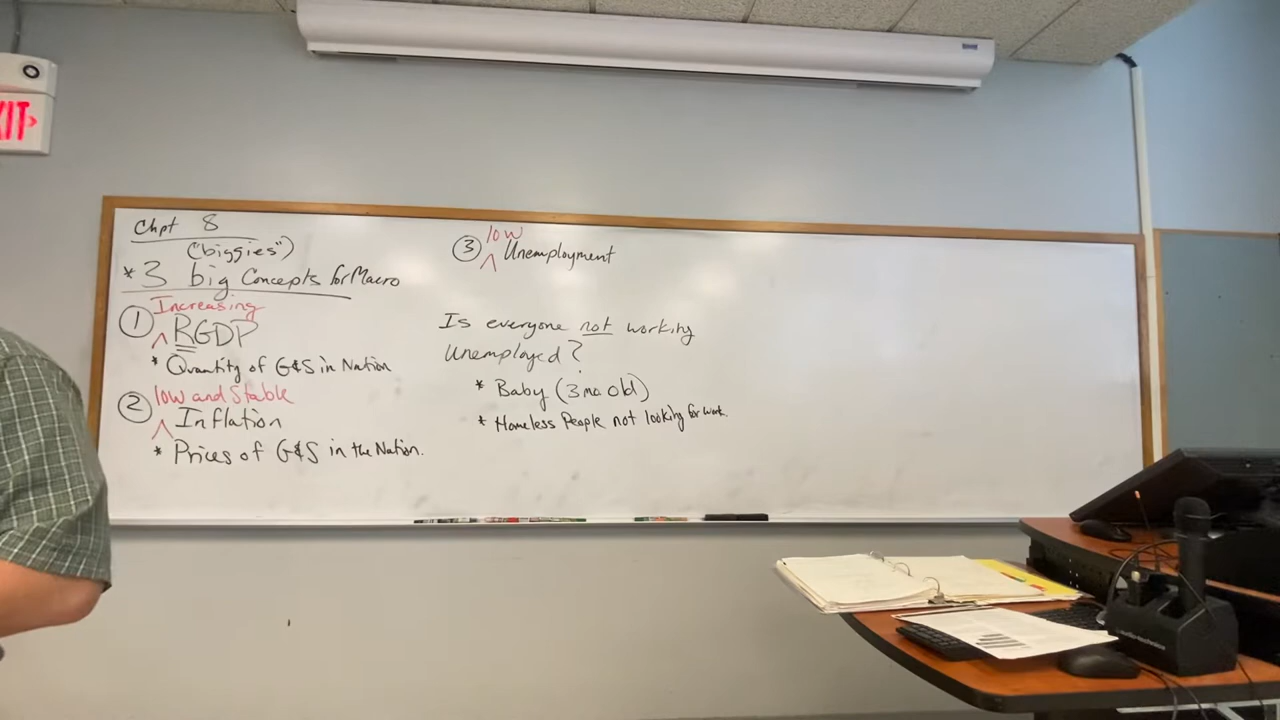 Chpt 8
("biggies")
* 3 big Concepts for Macro
Increasing
① ^ RGDP
* Quantity of G&S in Nation
low and Stable
② ^ Inflation
* Prices of G&S in the Nation.
low
③ ^ Unemployment
Is everyone not working
Unemployed?
* Baby (3 mo old)
* Homeless People not looking for work.
XIT